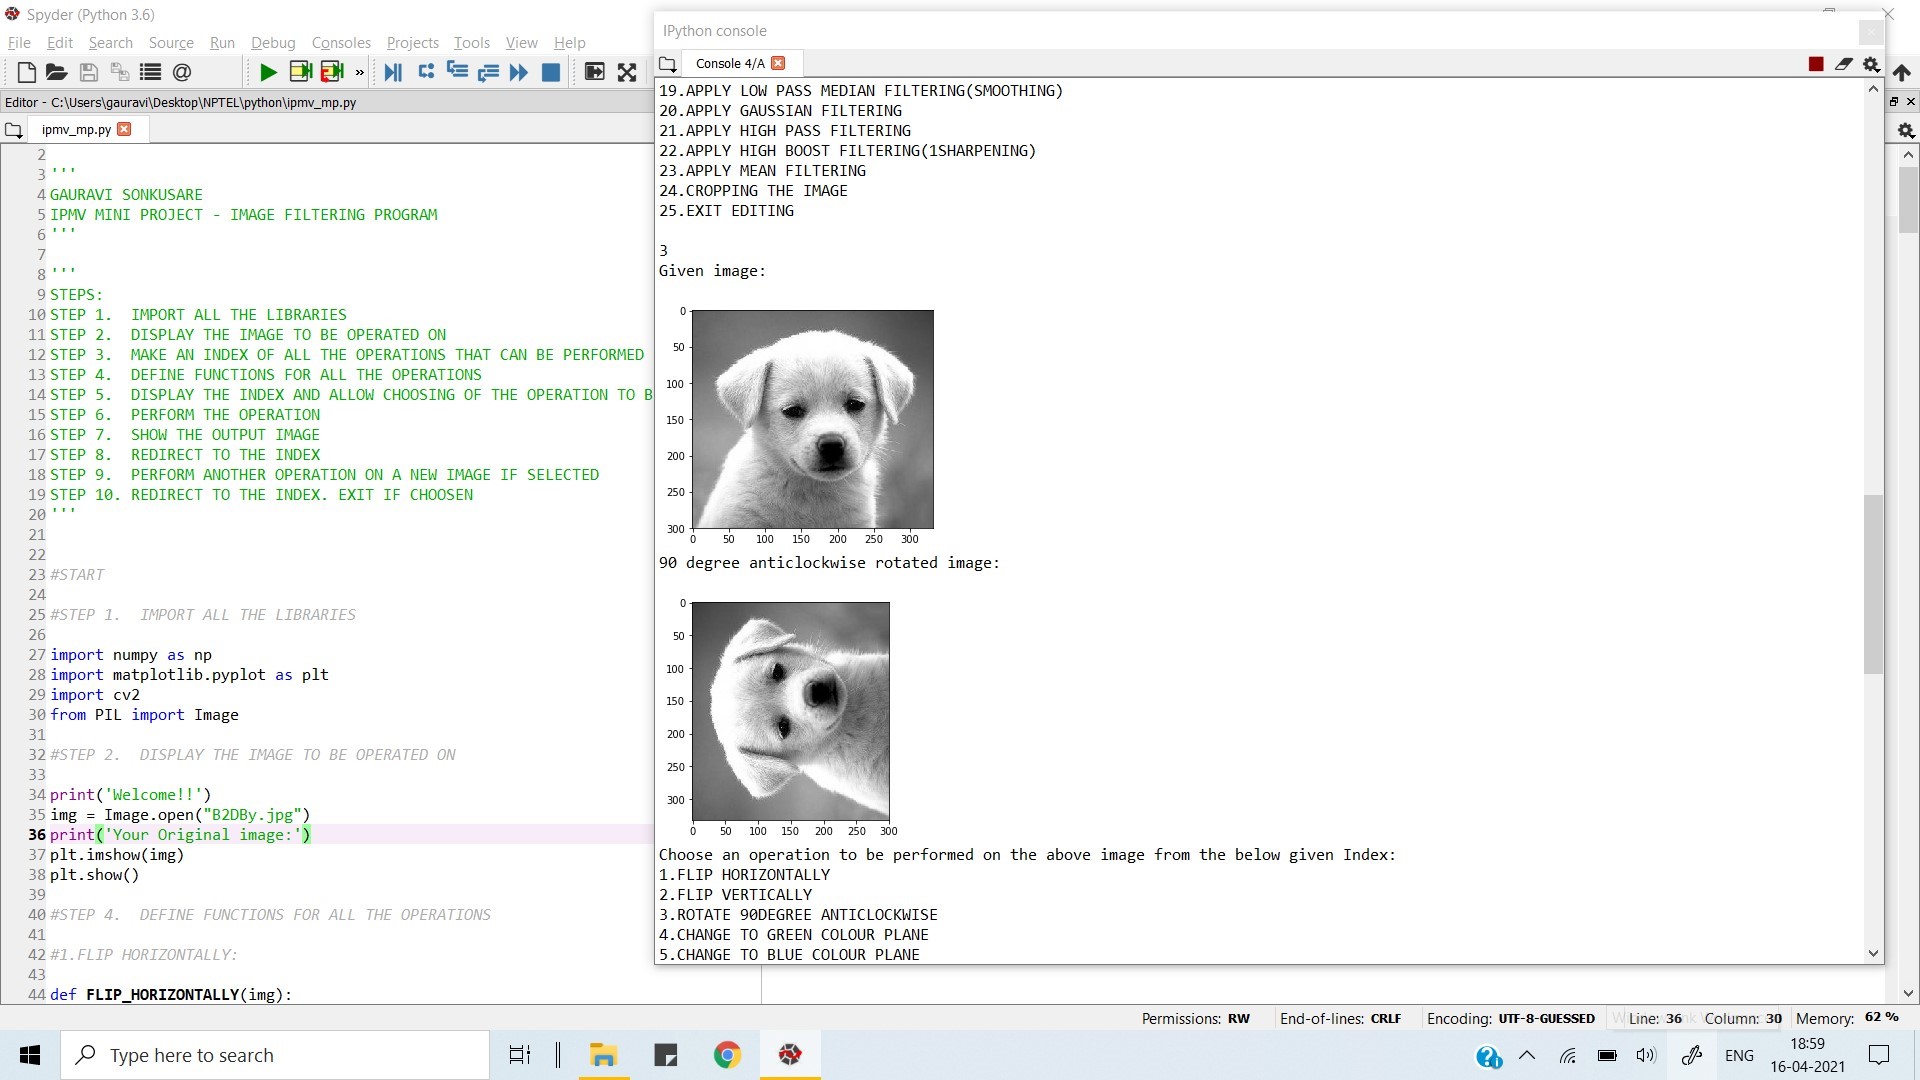 Spyder (Python 3.6)
File Edit Search Source Run Debug Consoles Projects Tools View Help
Editor - C:\Users\gauravi\Desktop\NPTEL\python\ipmv_mp.py
ipmv_mp.py
2
3 '''
4 GAURAVI SONKUSARE
5 IPMV MINI PROJECT - IMAGE FILTERING PROGRAM
6 '''
7
8 '''
9 STEPS:
10 STEP 1.  IMPORT ALL THE LIBRARIES
11 STEP 2.  DISPLAY THE IMAGE TO BE OPERATED ON
12 STEP 3.  MAKE AN INDEX OF ALL THE OPERATIONS THAT CAN BE PERFORMED
13 STEP 4.  DEFINE FUNCTIONS FOR ALL THE OPERATIONS
14 STEP 5.  DISPLAY THE INDEX AND ALLOW CHOOSING OF THE OPERATION TO B
15 STEP 6.  PERFORM THE OPERATION
16 STEP 7.  SHOW THE OUTPUT IMAGE
17 STEP 8.  REDIRECT TO THE INDEX
18 STEP 9.  PERFORM ANOTHER OPERATION ON A NEW IMAGE IF SELECTED
19 STEP 10. REDIRECT TO THE INDEX. EXIT IF CHOOSEN
20 '''
21
22
23 #START
24
25 #STEP 1.  IMPORT ALL THE LIBRARIES
26
27 import numpy as np
28 import matplotlib.pyplot as plt
29 import cv2
30 from PIL import Image
31
32 #STEP 2.  DISPLAY THE IMAGE TO BE OPERATED ON
33
34 print('Welcome!!')
35 img = Image.open("B2DBy.jpg")
36 print('Your Original image:')
37 plt.imshow(img)
38 plt.show()
39
40 #STEP 4.  DEFINE FUNCTIONS FOR ALL THE OPERATIONS
41
42 #1.FLIP HORIZONTALLY:
43
44 def FLIP_HORIZONTALLY(img):
IPython console
Console 4/A
19.APPLY LOW PASS MEDIAN FILTERING(SMOOTHING)
20.APPLY GAUSSIAN FILTERING
21.APPLY HIGH PASS FILTERING
22.APPLY HIGH BOOST FILTERING(1SHARPENING)
23.APPLY MEAN FILTERING
24.CROPPING THE IMAGE
25.EXIT EDITING
3
Given image:
0
50
100
150
200
250
300
0 50 100 150 200 250 300
90 degree anticlockwise rotated image:
0
50
100
150
200
250
300
0 50 100 150 200 250 300
Choose an operation to be performed on the above image from the below given Index:
1.FLIP HORIZONTALLY
2.FLIP VERTICALLY
3.ROTATE 90DEGREE ANTICLOCKWISE
4.CHANGE TO GREEN COLOUR PLANE
5.CHANGE TO BLUE COLOUR PLANE
Permissions: RW End-of-lines: CRLF Encoding: UTF-8-GUESSED Line: 36 Column: 30 Memory: 62 %
Type here to search
ENG
18:59
16-04-2021